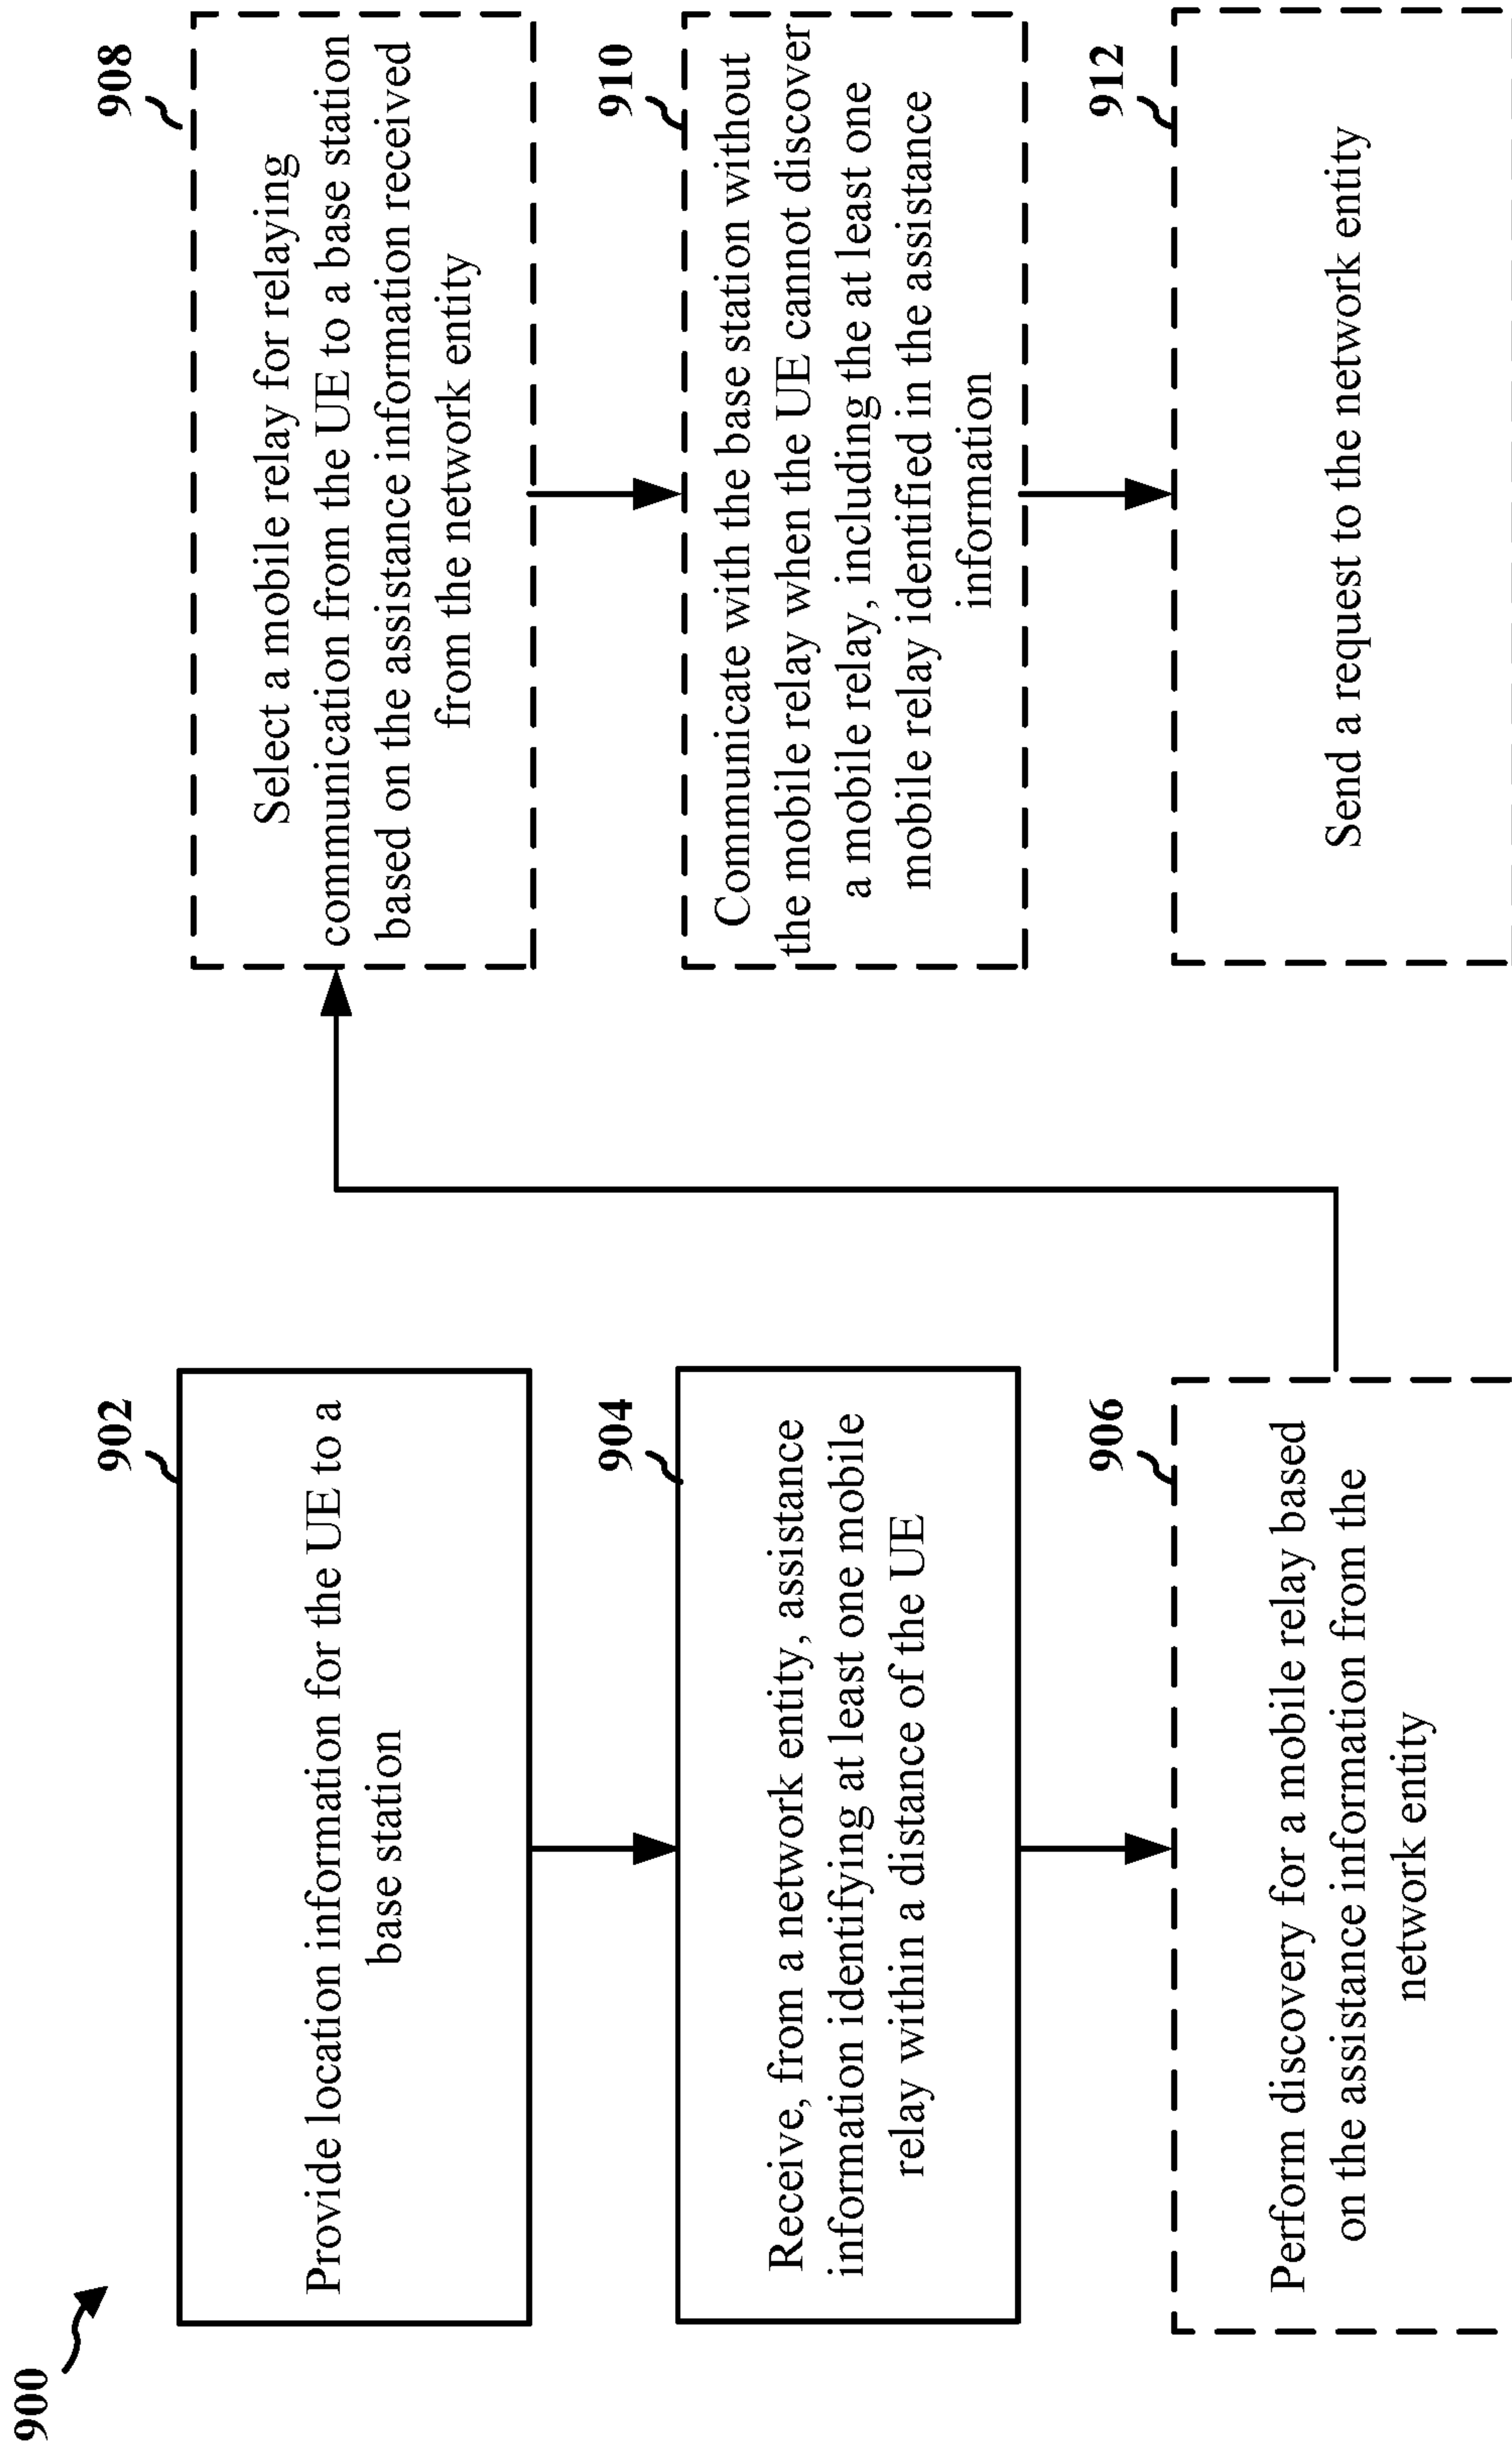 900
902
Provide location information for the UE to a
base station
904
Receive, from a network entity, assistance
information identifying at least one mobile
relay within a distance of the UE
906
Perform discovery for a mobile relay based
on the assistance information from the
network entity
908
Select a mobile relay for relaying
communication from the UE to a base station
based on the assistance information received
from the network entity
910
Communicate with the base station without
the mobile relay when the UE cannot discover
a mobile relay, including the at least one
mobile relay identified in the assistance
information
912
Send a request to the network entity